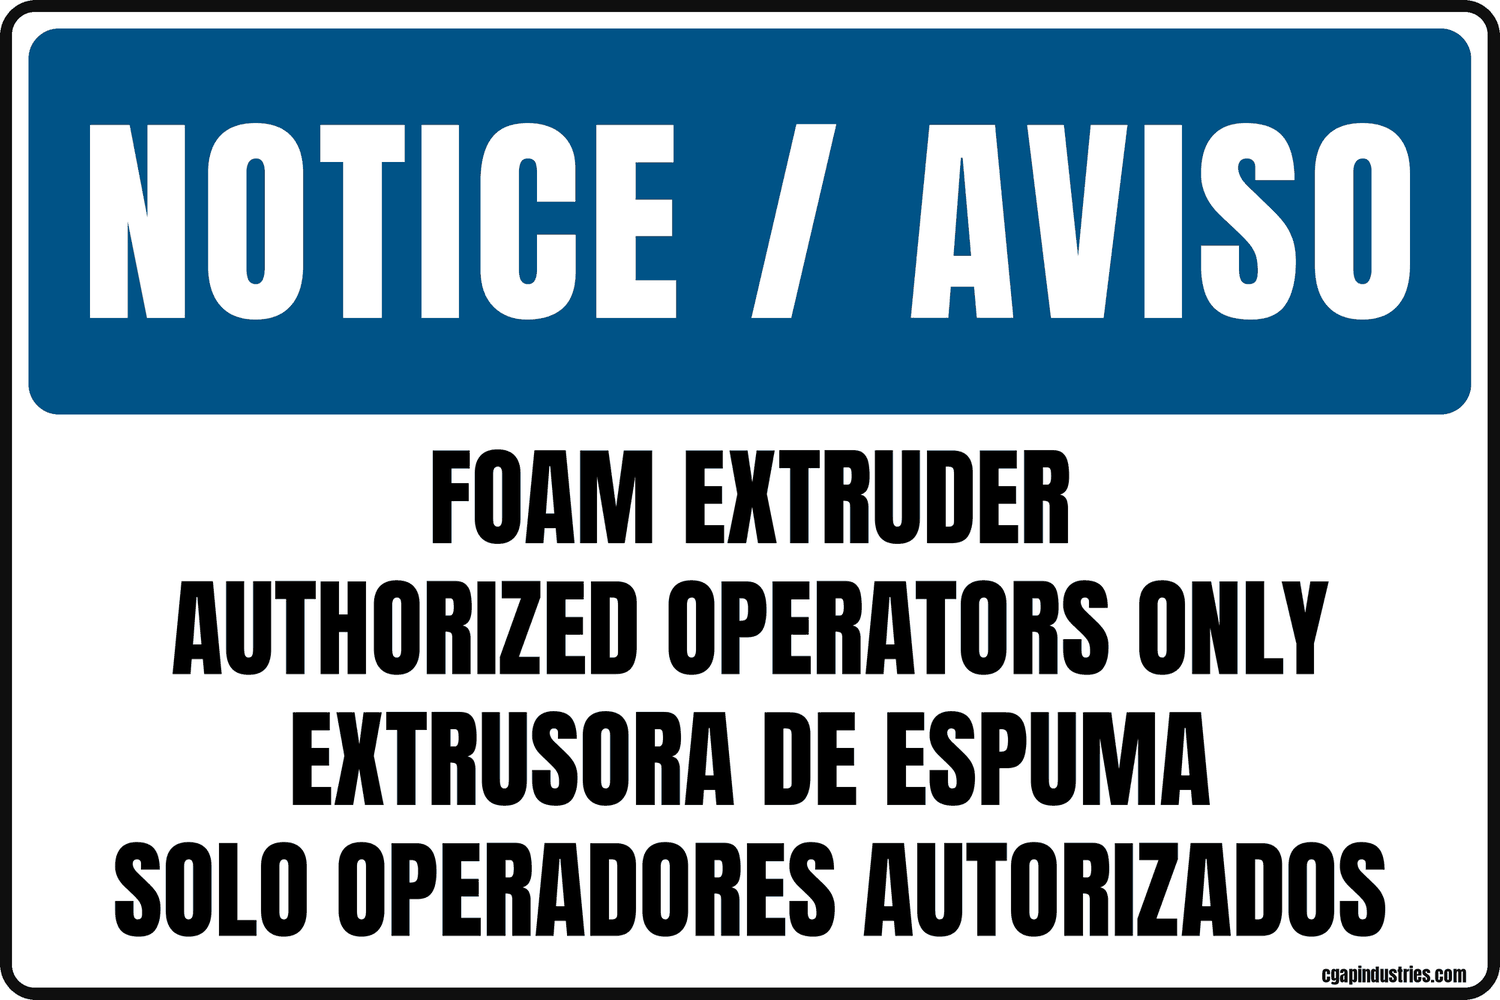 NOTICE / AVISO
FOAM EXTRUDER
AUTHORIZED OPERATORS ONLY
EXTRUSORA DE ESPUMA
SOLO OPERADORES AUTORIZADOS
cgapindustries.com